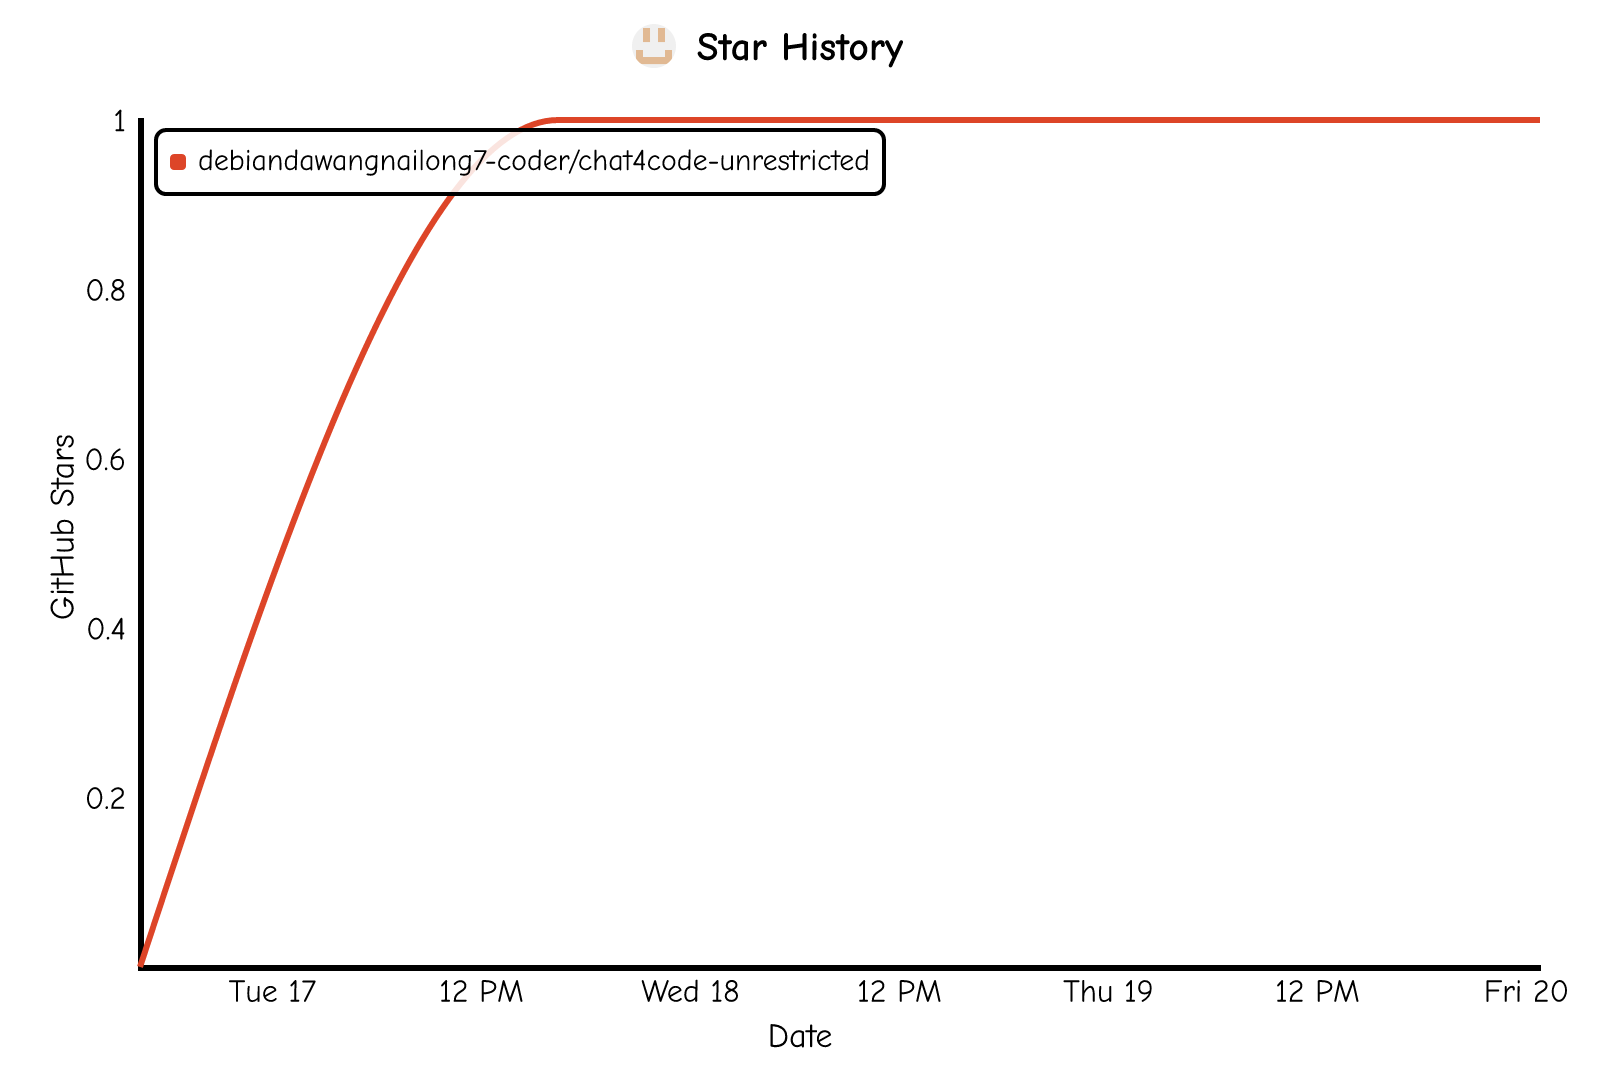 Star History
debiandawangnailong7-coder/chat4code-unrestricted
GitHub Stars
1
0.8
0.6
0.4
0.2
Tue 17 12 PM Wed 18 12 PM Thu 19 12 PM Fri 20
Date